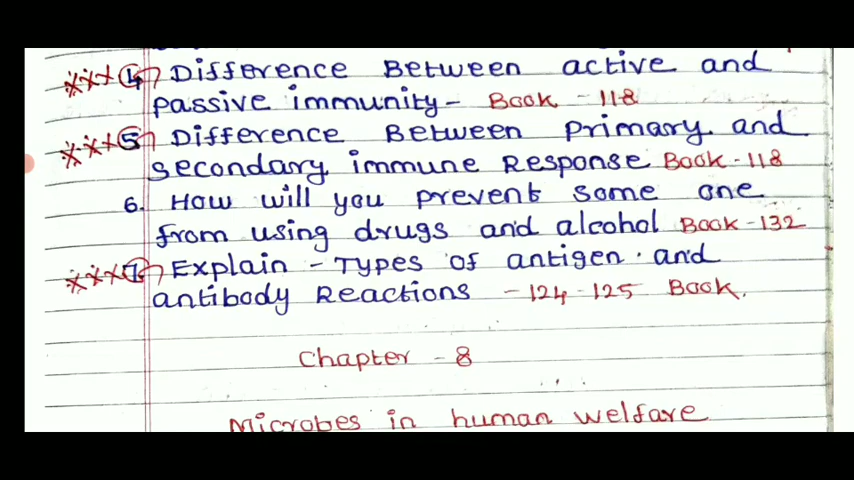 4 Difference Between active and
passive immunity - Book - 118
5 Difference Between primary and
secondary immune Response Book - 118
6. How will you prevent some one
from using drugs and alcohol Book - 132
7 Explain - Types of antigen and
antibody Reactions - 124 - 125 Book.
Chapter - 8
Microbes in human welfare